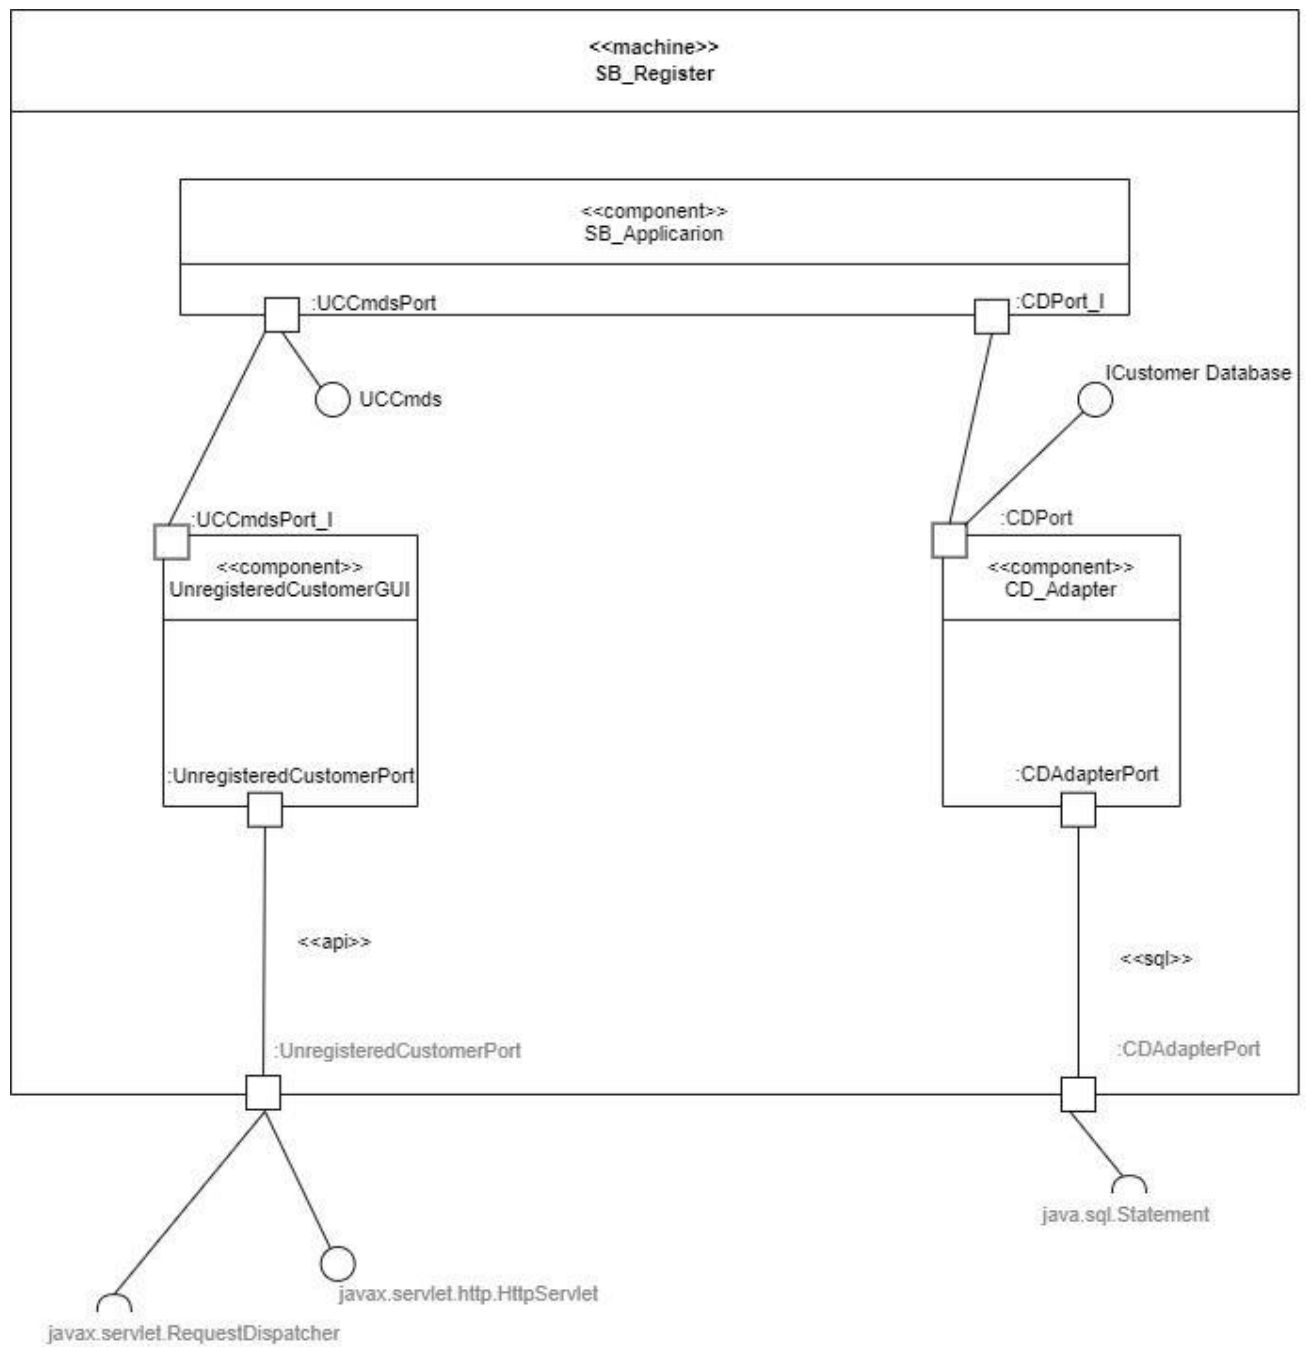 <<machine>>
SB_Register
<<component>>
SB_Applicarion
:UCCmdsPort
:CDPort_I
ICustomer Database
UCCmds
:UCCmdsPort_I
:CDPort
<<component>>
UnregisteredCustomerGUI
<<component>>
CD_Adapter
:UnregisteredCustomerPort
:CDAdapterPort
<<api>>
<<sql>>
:UnregisteredCustomerPort
:CDAdapterPort
java.sql.Statement
javax.servlet.http.HttpServlet
javax.servlet.RequestDispatcher